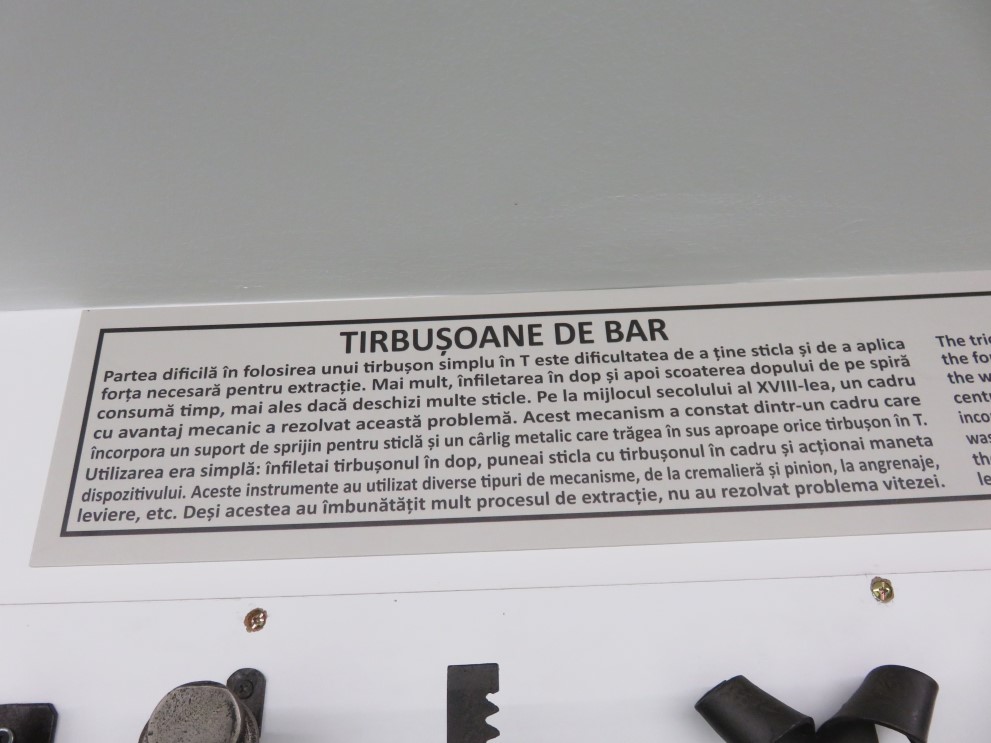 TIRBUȘOANE DE BAR
Partea dificilă în folosirea unui tirbușon simplu în T este dificultatea de a ține sticla și de a aplica
forța necesară pentru extracție. Mai mult, înfiletarea în dop și apoi scoaterea dopului de pe spiră
consumă timp, mai ales dacă deschizi multe sticle. Pe la mijlocul secolului al XVIII-lea, un cadru
cu avantaj mecanic a rezolvat această problemă. Acest mecanism a constat dintr-un cadru care
încorpora un suport de sprijin pentru sticlă și un cârlig metalic care trăgea în sus aproape orice tirbușon în T.
Utilizarea era simplă: înfiletai tirbușonul în dop, puneai sticla cu tirbușonul în cadru și acționai maneta
dispozitivului. Aceste instrumente au utilizat diverse tipuri de mecanisme, de la cremalieră și pinion, la angrenaje,
leviere, etc. Deși acestea au îmbunătățit mult procesul de extracție, nu au rezolvat problema vitezei.
The
the
the